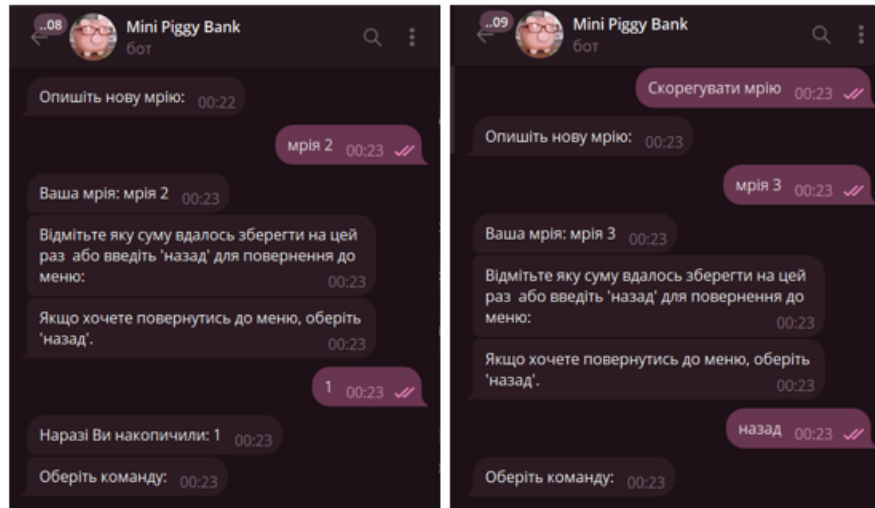 ..08
Mini Piggy Bank
бот
Опишіть нову мрію: 00:22
мрія 2 00:23
Ваша мрія: мрія 2 00:23
Відмітьте яку суму вдалось зберегти на цей
раз або введіть 'назад' для повернення до
меню: 00:23
Якщо хочете повернутись до меню, оберіть
'назад'. 00:23
1 00:23
Наразі Ви накопичили: 1 00:23
Оберіть команду: 00:23
..09
Mini Piggy Bank
бот
Скорегувати мрію 00:23
Опишіть нову мрію: 00:23
мрія 3 00:23
Ваша мрія: мрія 3 00:23
Відмітьте яку суму вдалось зберегти на цей
раз або введіть 'назад' для повернення до
меню: 00:23
Якщо хочете повернутись до меню, оберіть
'назад'. 00:23
назад 00:23
Оберіть команду: 00:23